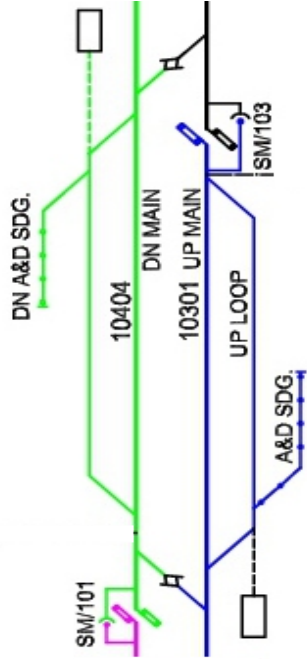 DN A&D SDG.
10404
DN MAIN
10301
UP MAIN
UP LOOP
SM/103
A&D SDG.
SM/101